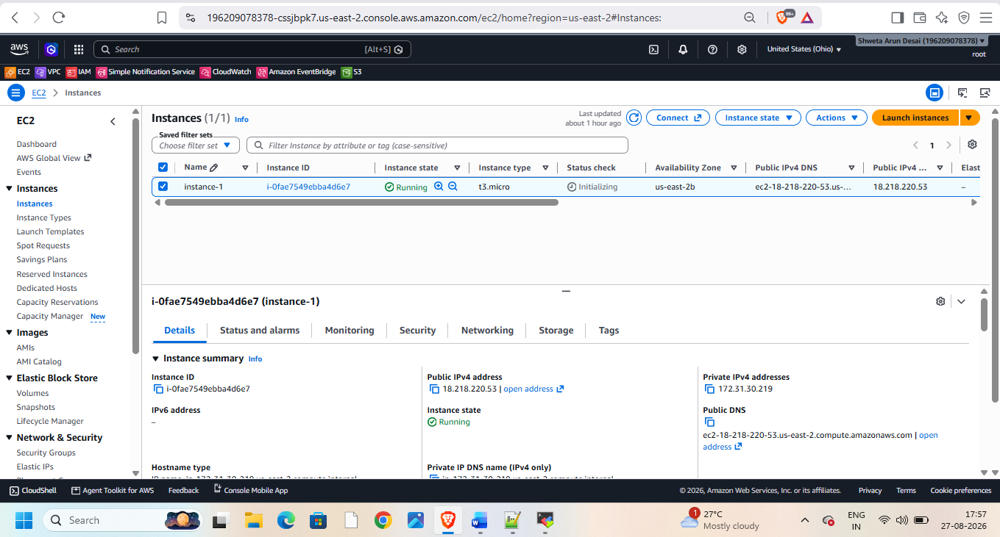 196209078378-cssjbpk7.us-east-2.console.aws.amazon.com/ec2/home?region=us-east-2#Instances:
99+
aws
Search [Alt+S]
United States (Ohio)
Shweta Arun Desai (196209078378)
root
EC2 VPC IAM Simple Notification Service CloudWatch Amazon EventBridge S3
EC2 > Instances
EC2
Dashboard
AWS Global View
Events
Instances
Instances
Instance Types
Launch Templates
Spot Requests
Savings Plans
Reserved Instances
Dedicated Hosts
Capacity Reservations
Capacity Manager New
Images
AMIs
AMI Catalog
Elastic Block Store
Volumes
Snapshots
Lifecycle Manager
Network & Security
Security Groups
Elastic IPs
Instances (1/1) Info
Last updated
about 1 hour ago
Connect
Instance state
Actions
Launch instances
Saved filter sets
Choose filter set
Filter Instance by attribute or tag (case-sensitive)
1
Name Instance ID Instance state Instance type Status check Availability Zone Public IPv4 DNS Public IPv4 ... Elast
instance-1 i-0fae7549ebba4d6e7 Running t3.micro Initializing us-east-2b ec2-18-218-220-53.us-... 18.218.220.53 –
i-0fae7549ebba4d6e7 (instance-1)
Details Status and alarms Monitoring Security Networking Storage Tags
Instance summary Info
Instance ID
i-0fae7549ebba4d6e7
IPv6 address
–
Hostname type
Public IPv4 address
18.218.220.53 | open address
Instance state
Running
Private IP DNS name (IPv4 only)
Private IPv4 addresses
172.31.30.219
Public DNS
ec2-18-218-220-53.us-east-2.compute.amazonaws.com | open
address
CloudShell Agent Toolkit for AWS Feedback Console Mobile App
© 2026, Amazon Web Services, Inc. or its affiliates. Privacy Terms Cookie preferences
Search
1
27°C
Mostly cloudy
ENG
IN
17:57
27-08-2026